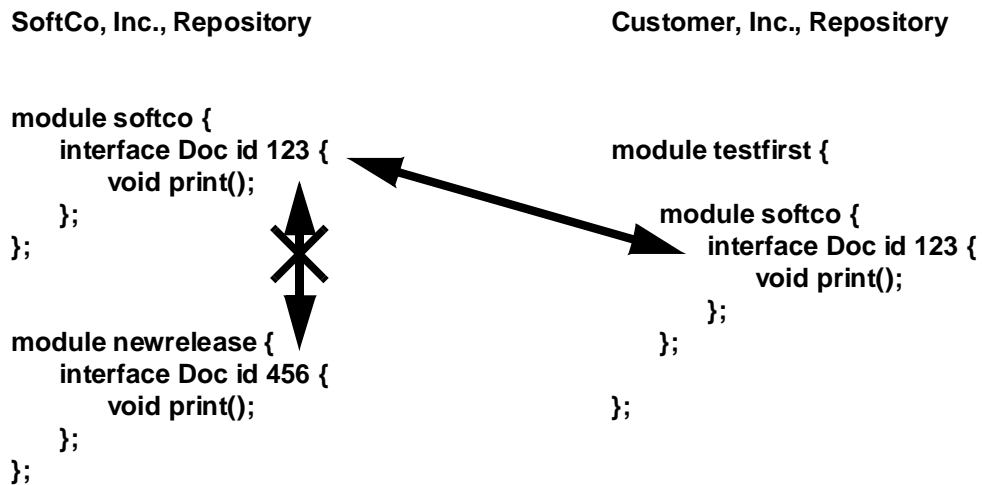 SoftCo, Inc., Repository
module softco {
interface Doc id 123 {
void print();
};
};
module newrelease {
interface Doc id 456 {
void print();
};
};
Customer, Inc., Repository
module testfirst {
module softco {
interface Doc id 123 {
void print();
};
};
};